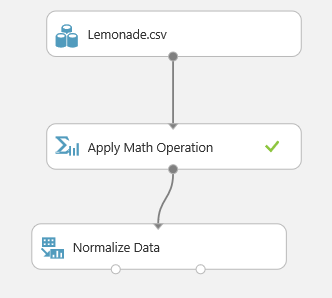 Lemonade.csv
Apply Math Operation
Normalize Data